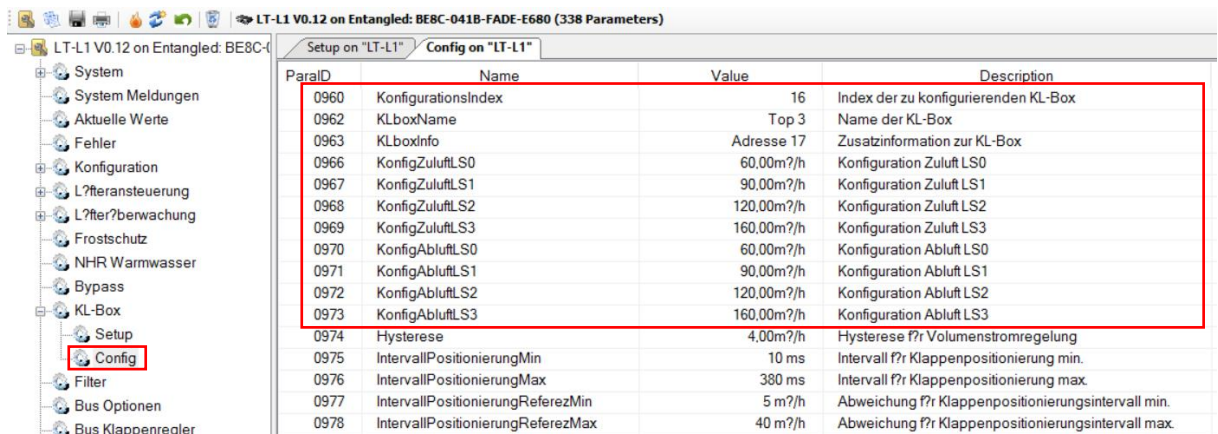 LT-L1 V0.12 on Entangled: BE8C-041B-FADE-E680 (338 Parameters)
LT-L1 V0.12 on Entangled: BE8C-(
System
System Meldungen
Aktuelle Werte
Fehler
Konfiguration
L?fteransteuerung
L?fter?berwachung
Frostschutz
NHR Warmwasser
Bypass
KL-Box
Setup
Config
Filter
Bus Optionen
Bus Klappenregler
Setup on "LT-L1" Config on "LT-L1"
ParaID Name Value Description
0960 KonfigurationsIndex 16 Index der zu konfigurierenden KL-Box
0962 KLboxName Top 3 Name der KL-Box
0963 KLboxInfo Adresse 17 Zusatzinformation zur KL-Box
0966 KonfigZuluftLS0 60,00m?/h Konfiguration Zuluft LS0
0967 KonfigZuluftLS1 90,00m?/h Konfiguration Zuluft LS1
0968 KonfigZuluftLS2 120,00m?/h Konfiguration Zuluft LS2
0969 KonfigZuluftLS3 160,00m?/h Konfiguration Zuluft LS3
0970 KonfigAbluftLS0 60,00m?/h Konfiguration Abluft LS0
0971 KonfigAbluftLS1 90,00m?/h Konfiguration Abluft LS1
0972 KonfigAbluftLS2 120,00m?/h Konfiguration Abluft LS2
0973 KonfigAbluftLS3 160,00m?/h Konfiguration Abluft LS3
0974 Hysterese 4,00m?/h Hysterese f?r Volumenstromregelung
0975 IntervallPositionierungMin 10 ms Intervall f?r Klappenpositionierung min.
0976 IntervallPositionierungMax 380 ms Intervall f?r Klappenpositionierung max.
0977 IntervallPositionierungReferezMin 5 m?/h Abweichung f?r Klappenpositionierungsintervall min.
0978 IntervallPositionierungReferezMax 40 m?/h Abweichung f?r Klappenpositionierungsintervall max.